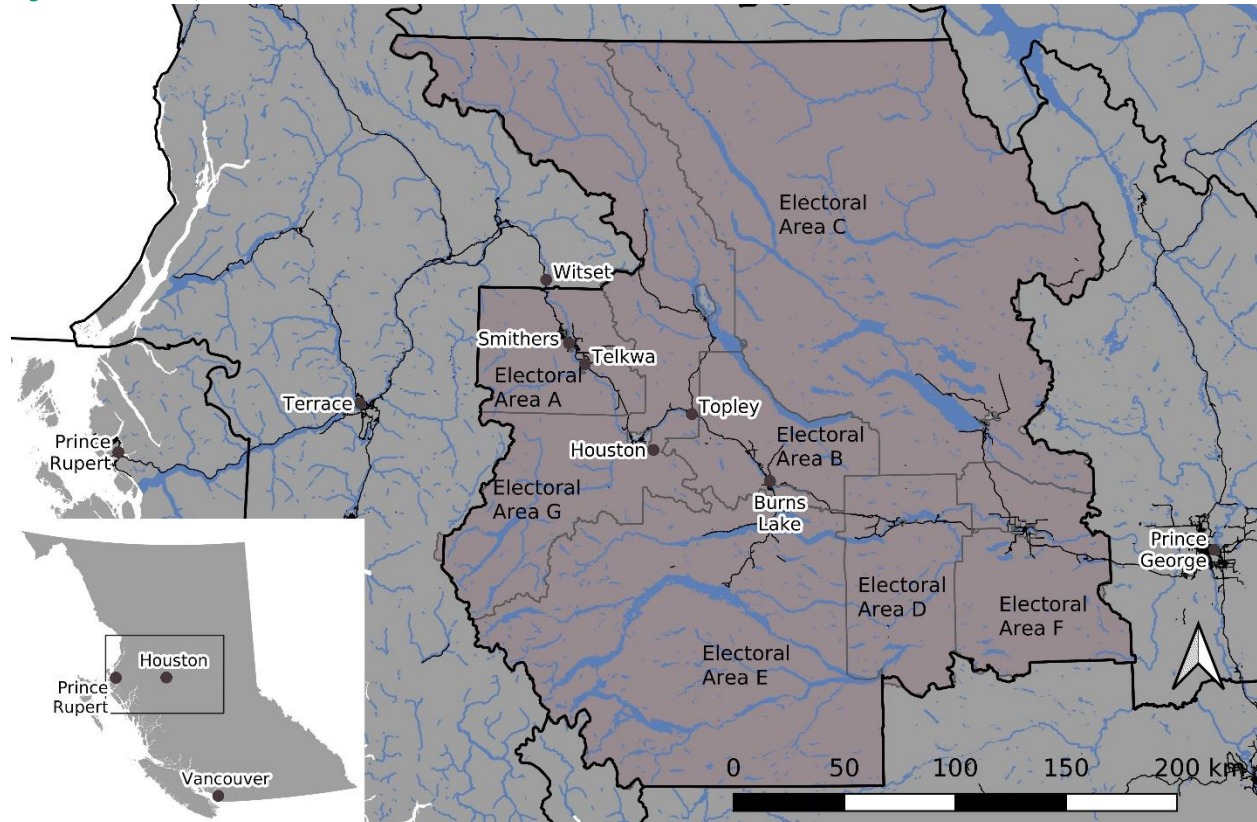 Electoral
Area C
Witset
Smithers
Telkwa
Electoral
Area A
Terrace
Topley
Prince
Rupert
Houston
Electoral
Area B
Electoral
Area G
Burns
Lake
Prince
George
Electoral
Area D
Electoral
Area F
Electoral
Area E
Houston
Prince
Rupert
Vancouver
0 50 100 150 200 km